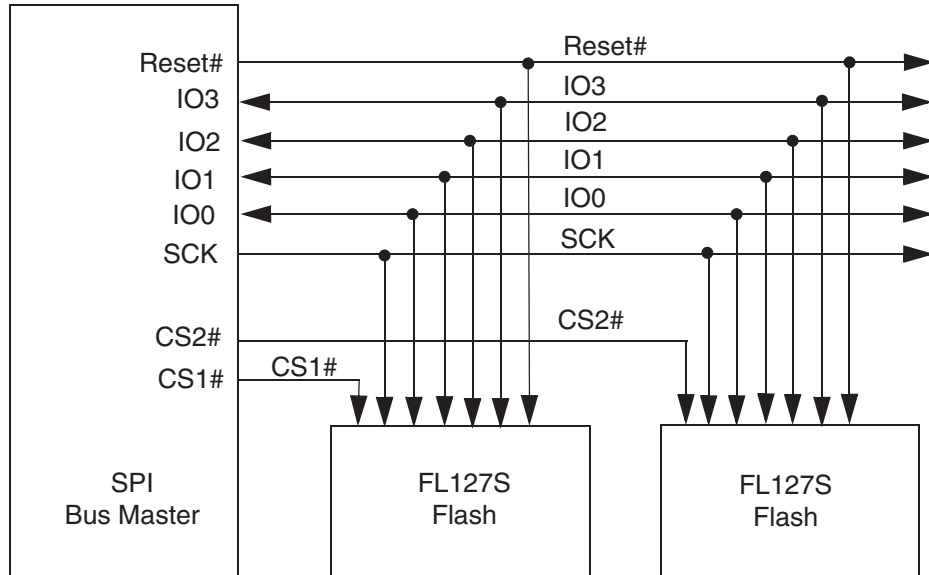 Reset#
Reset#
IO3
IO3
IO2
IO2
IO1
IO1
IO0
IO0
SCK
SCK
CS2#
CS2#
CS1#
CS1#
SPI
Bus Master
FL127S
Flash
FL127S
Flash